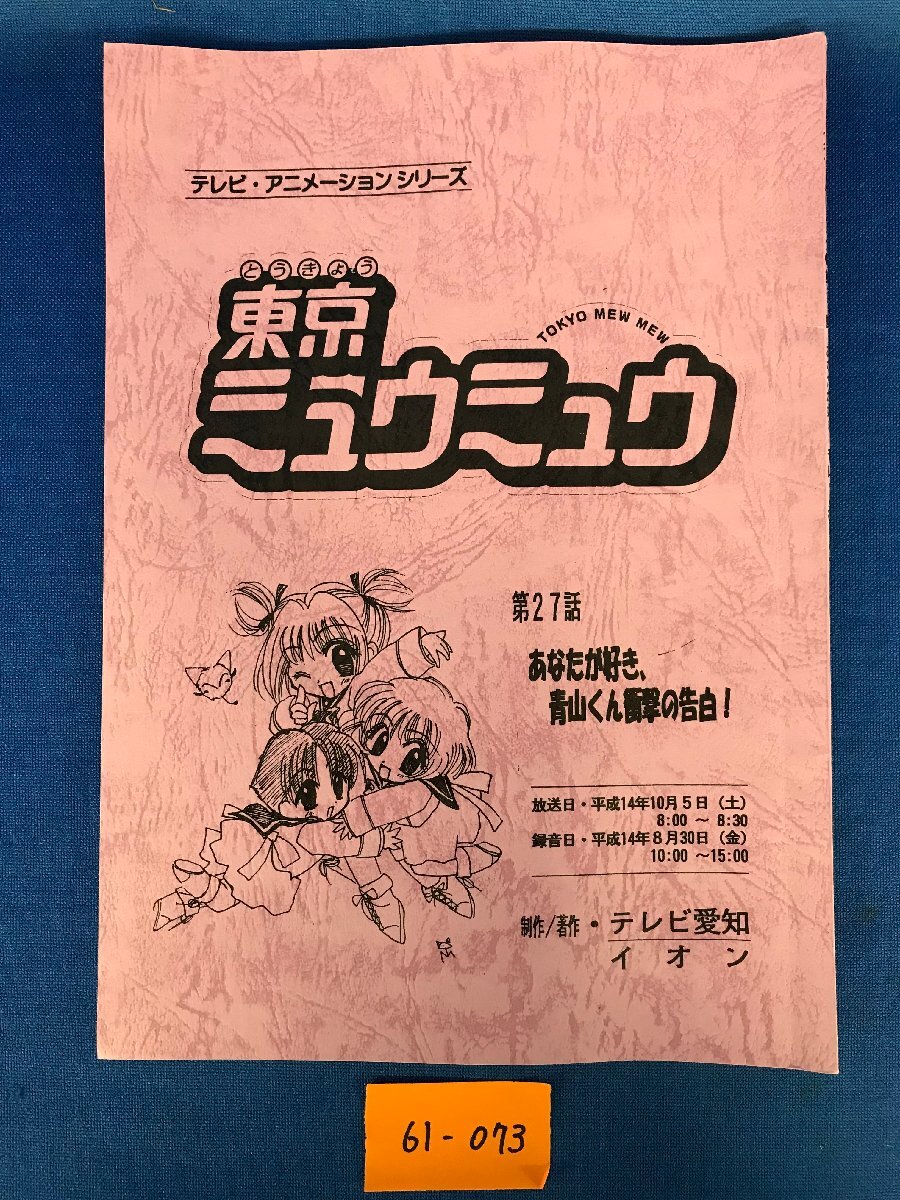 テレビ・アニメーションシリーズ
とうきょう
東京
TOKYO MEW MEW
ミュウミュウ
第27話
あなたが好き、
青山くん衝撃の告白！
放送日・平成14年10月5日（土）
8:00 ～ 8:30
録音日・平成14年8月30日（金）
10:00 ～15:00
制作/著作・テレビ愛知
イオン
61-073